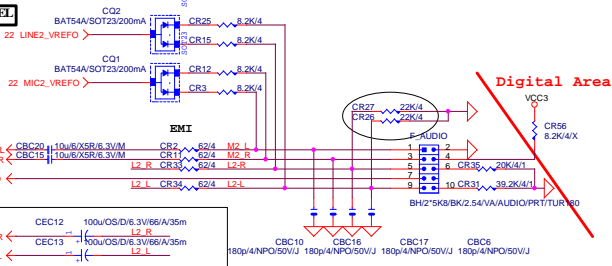 EL
CQ2
BAT54A/SOT23/200mA
SOT23
22 LINE2_VREFO
CR25 8.2K/4
CR15 8.2K/4
CQ1
BAT54A/SOT23/200mA
SOT23
22 MIC2_VREFO
CR12 8.2K/4
CR3 8.2K/4
Digital Area
VCC3
CR27 22K/4
CR26 22K/4
CR56
8.2K/4/X
EMI
F_AUDIO
CBC20 10u/6/X5R/6.3V/M CR2 62/4 M2_L 1 2
CBC15 10u/6/X5R/6.3V/M CR11 62/4 M2_R 3 4
L2_R CR33 62/4 L2-R 5 6 CR35 20K/4/1
7
L2_L CR34 62/4 L2-L 9 10 CR31 39.2K/4/1
BH/2*5K8/BK/2.54/VA/AUDIO/PRT/TUR180
CEC12 100u/OS/D/6.3V/66/A/35m
1 L2_R
CEC13 100u/OS/D/6.3V/66/A/35m
1 L2_L
CBC10 CBC16 CBC17 CBC6
180p/4/NPO/50V/J 180p/4/NPO/50V/J 180p/4/NPO/50V/J 180p/4/NPO/50V/J